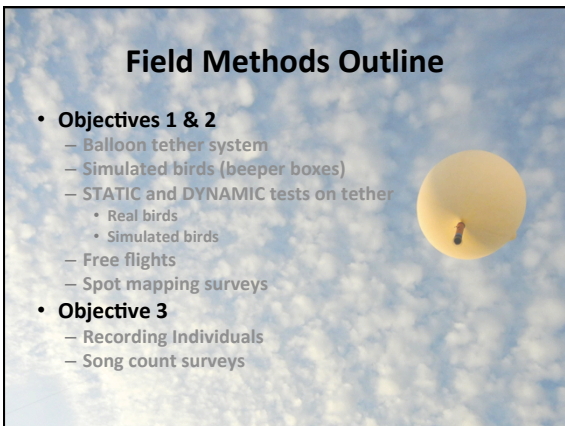 Field Methods Outline
• Objectives 1 & 2
– Balloon tether system
– Simulated birds (beeper boxes)
– STATIC and DYNAMIC tests on tether
• Real birds
• Simulated birds
– Free flights
– Spot mapping surveys
• Objective 3
– Recording Individuals
– Song count surveys